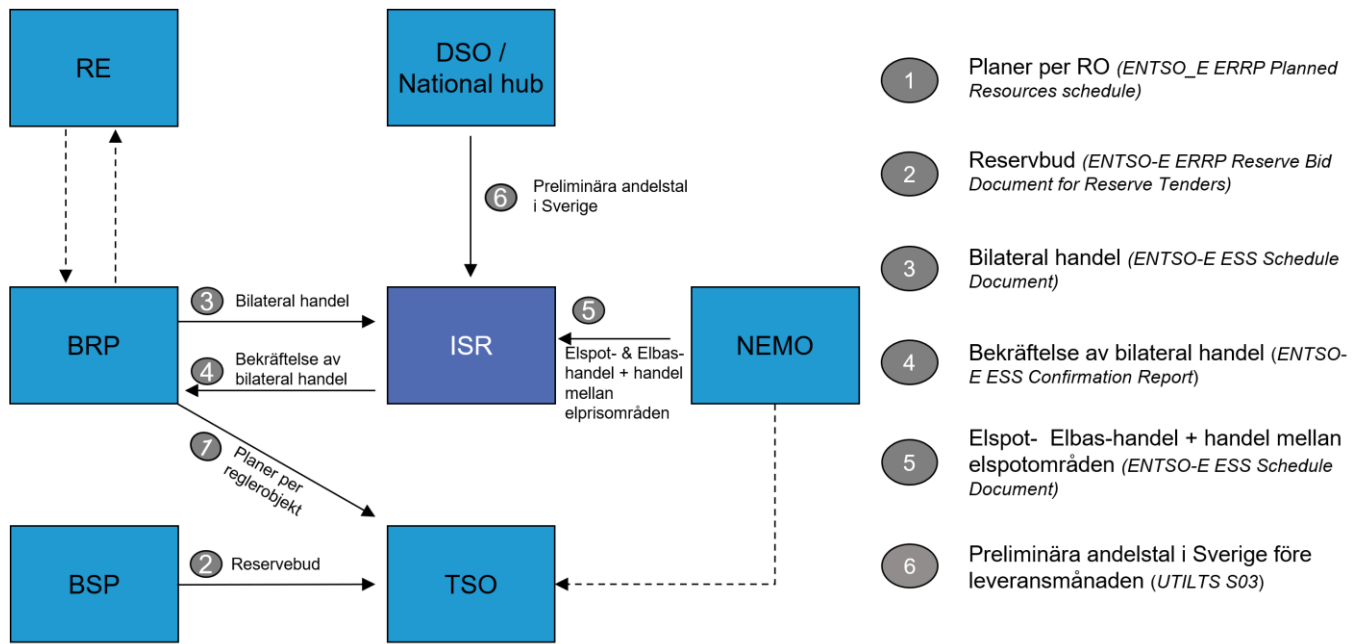 RE
DSO /
National hub
6
Preliminära andelstal
i Sverige
BRP
3
Bilateral handel
4
Bekräftelse av
bilateral handel
ISR
5
Elspot- & Elbas-
handel + handel
mellan
elprisområden
NEMO
1
Planer per
reglerobjekt
BSP
2
Reservebud
TSO
1
Planer per RO (ENTSO_E ERRP Planned
Resources schedule)
2
Reservbud (ENTSO-E ERRP Reserve Bid
Document for Reserve Tenders)
3
Bilateral handel (ENTSO-E ESS Schedule
Document)
4
Bekräftelse av bilateral handel (ENTSO-
E ESS Confirmation Report)
5
Elspot- Elbas-handel + handel mellan
elspotområden (ENTSO-E ESS Schedule
Document)
6
Preliminära andelstal i Sverige före
leveransmånaden (UTILTS S03)